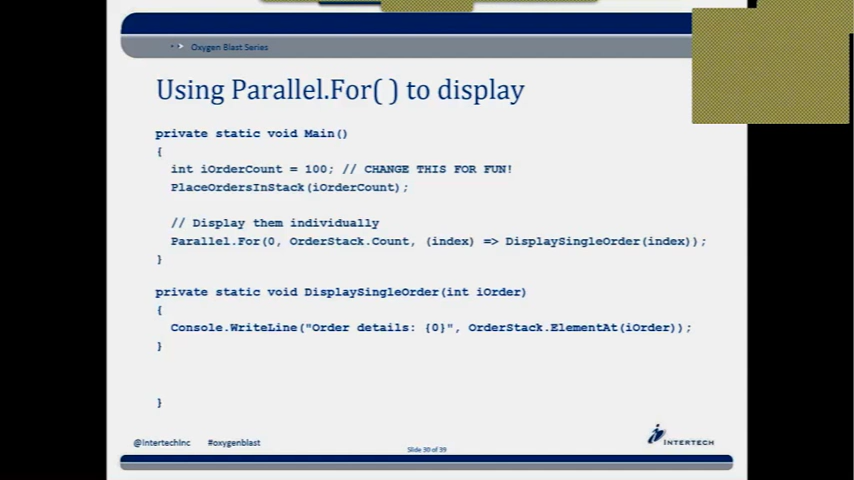 Oxygen Blast Series
Using Parallel.For( ) to display
private static void Main()
{
int iOrderCount = 100; // CHANGE THIS FOR FUN!
PlaceOrdersInStack(iOrderCount);
// Display them individually
Parallel.For(0, OrderStack.Count, (index) => DisplaySingleOrder(index));
}
private static void DisplaySingleOrder(int iOrder)
{
Console.WriteLine("Order details: {0}", OrderStack.ElementAt(iOrder));
}
}
@IntertechInc #oxygenblast
INTERTECH
Slide 30 of 39